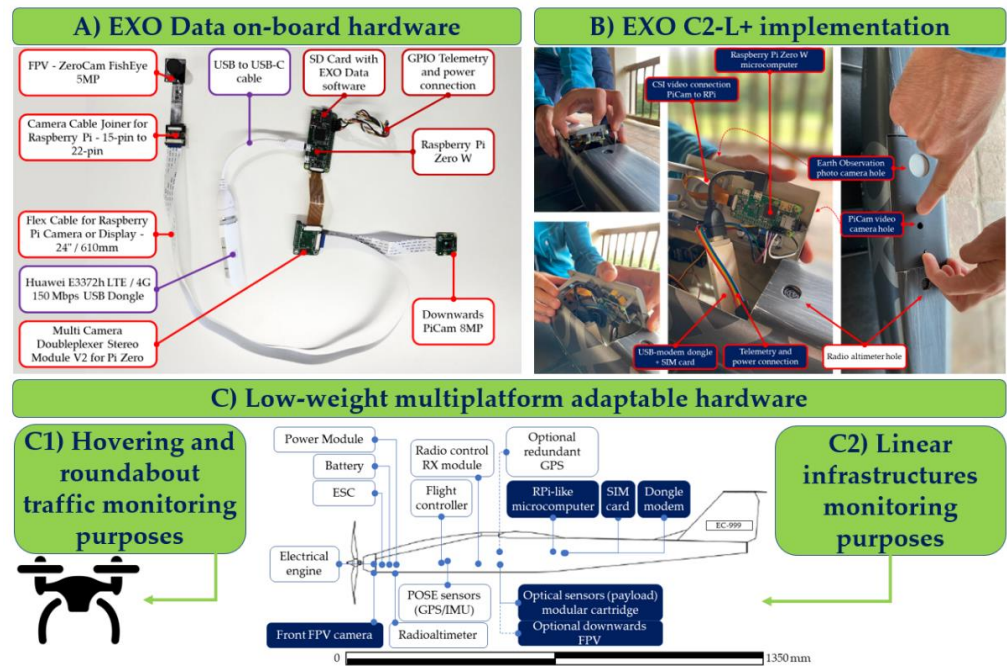 A) EXO Data on-board hardware
FPV - ZeroCam FishEye
5MP
USB to USB-C
cable
SD Card with
EXO Data
software
GPIO Telemetry
and power
connection
Camera Cable Joiner for
Raspberry Pi - 15-pin to
22-pin
Raspberry Pi
Zero W
Flex Cable for Raspberry
Pi Camera or Display -
24" / 610mm
Huawei E3372h LTE / 4G
150 Mbps USB Dongle
Multi Camera
Doubleplexer Stereo
Module V2 for Pi Zero
Downwards
PiCam 8MP
B) EXO C2-L+ implementation
Raspberry Pi Zero W
microcomputer
CSI video connection
PiCam to RPi
Earth Observation
photo camera hole
PiCam video
camera hole
USB-modem dongle
+ SIM card
Telemetry and
power connection
Radio altimeter hole
C) Low-weight multiplatform adaptable hardware
C1) Hovering and
roundabout
traffic monitoring
purposes
Power Module
Battery
ESC
Radio control
RX module
Flight
controller
Optional
redundant
GPS
RPi-like
microcomputer
SIM
card
Dongle
modem
EC-999
Electrical
engine
POSE sensors
(GPS/IMU)
Optical sensors (payload)
modular cartridge
Front FPV camera
Radioaltimeter
Optional downwards
FPV
0
1350 mm
C2) Linear
infrastructures
monitoring
purposes